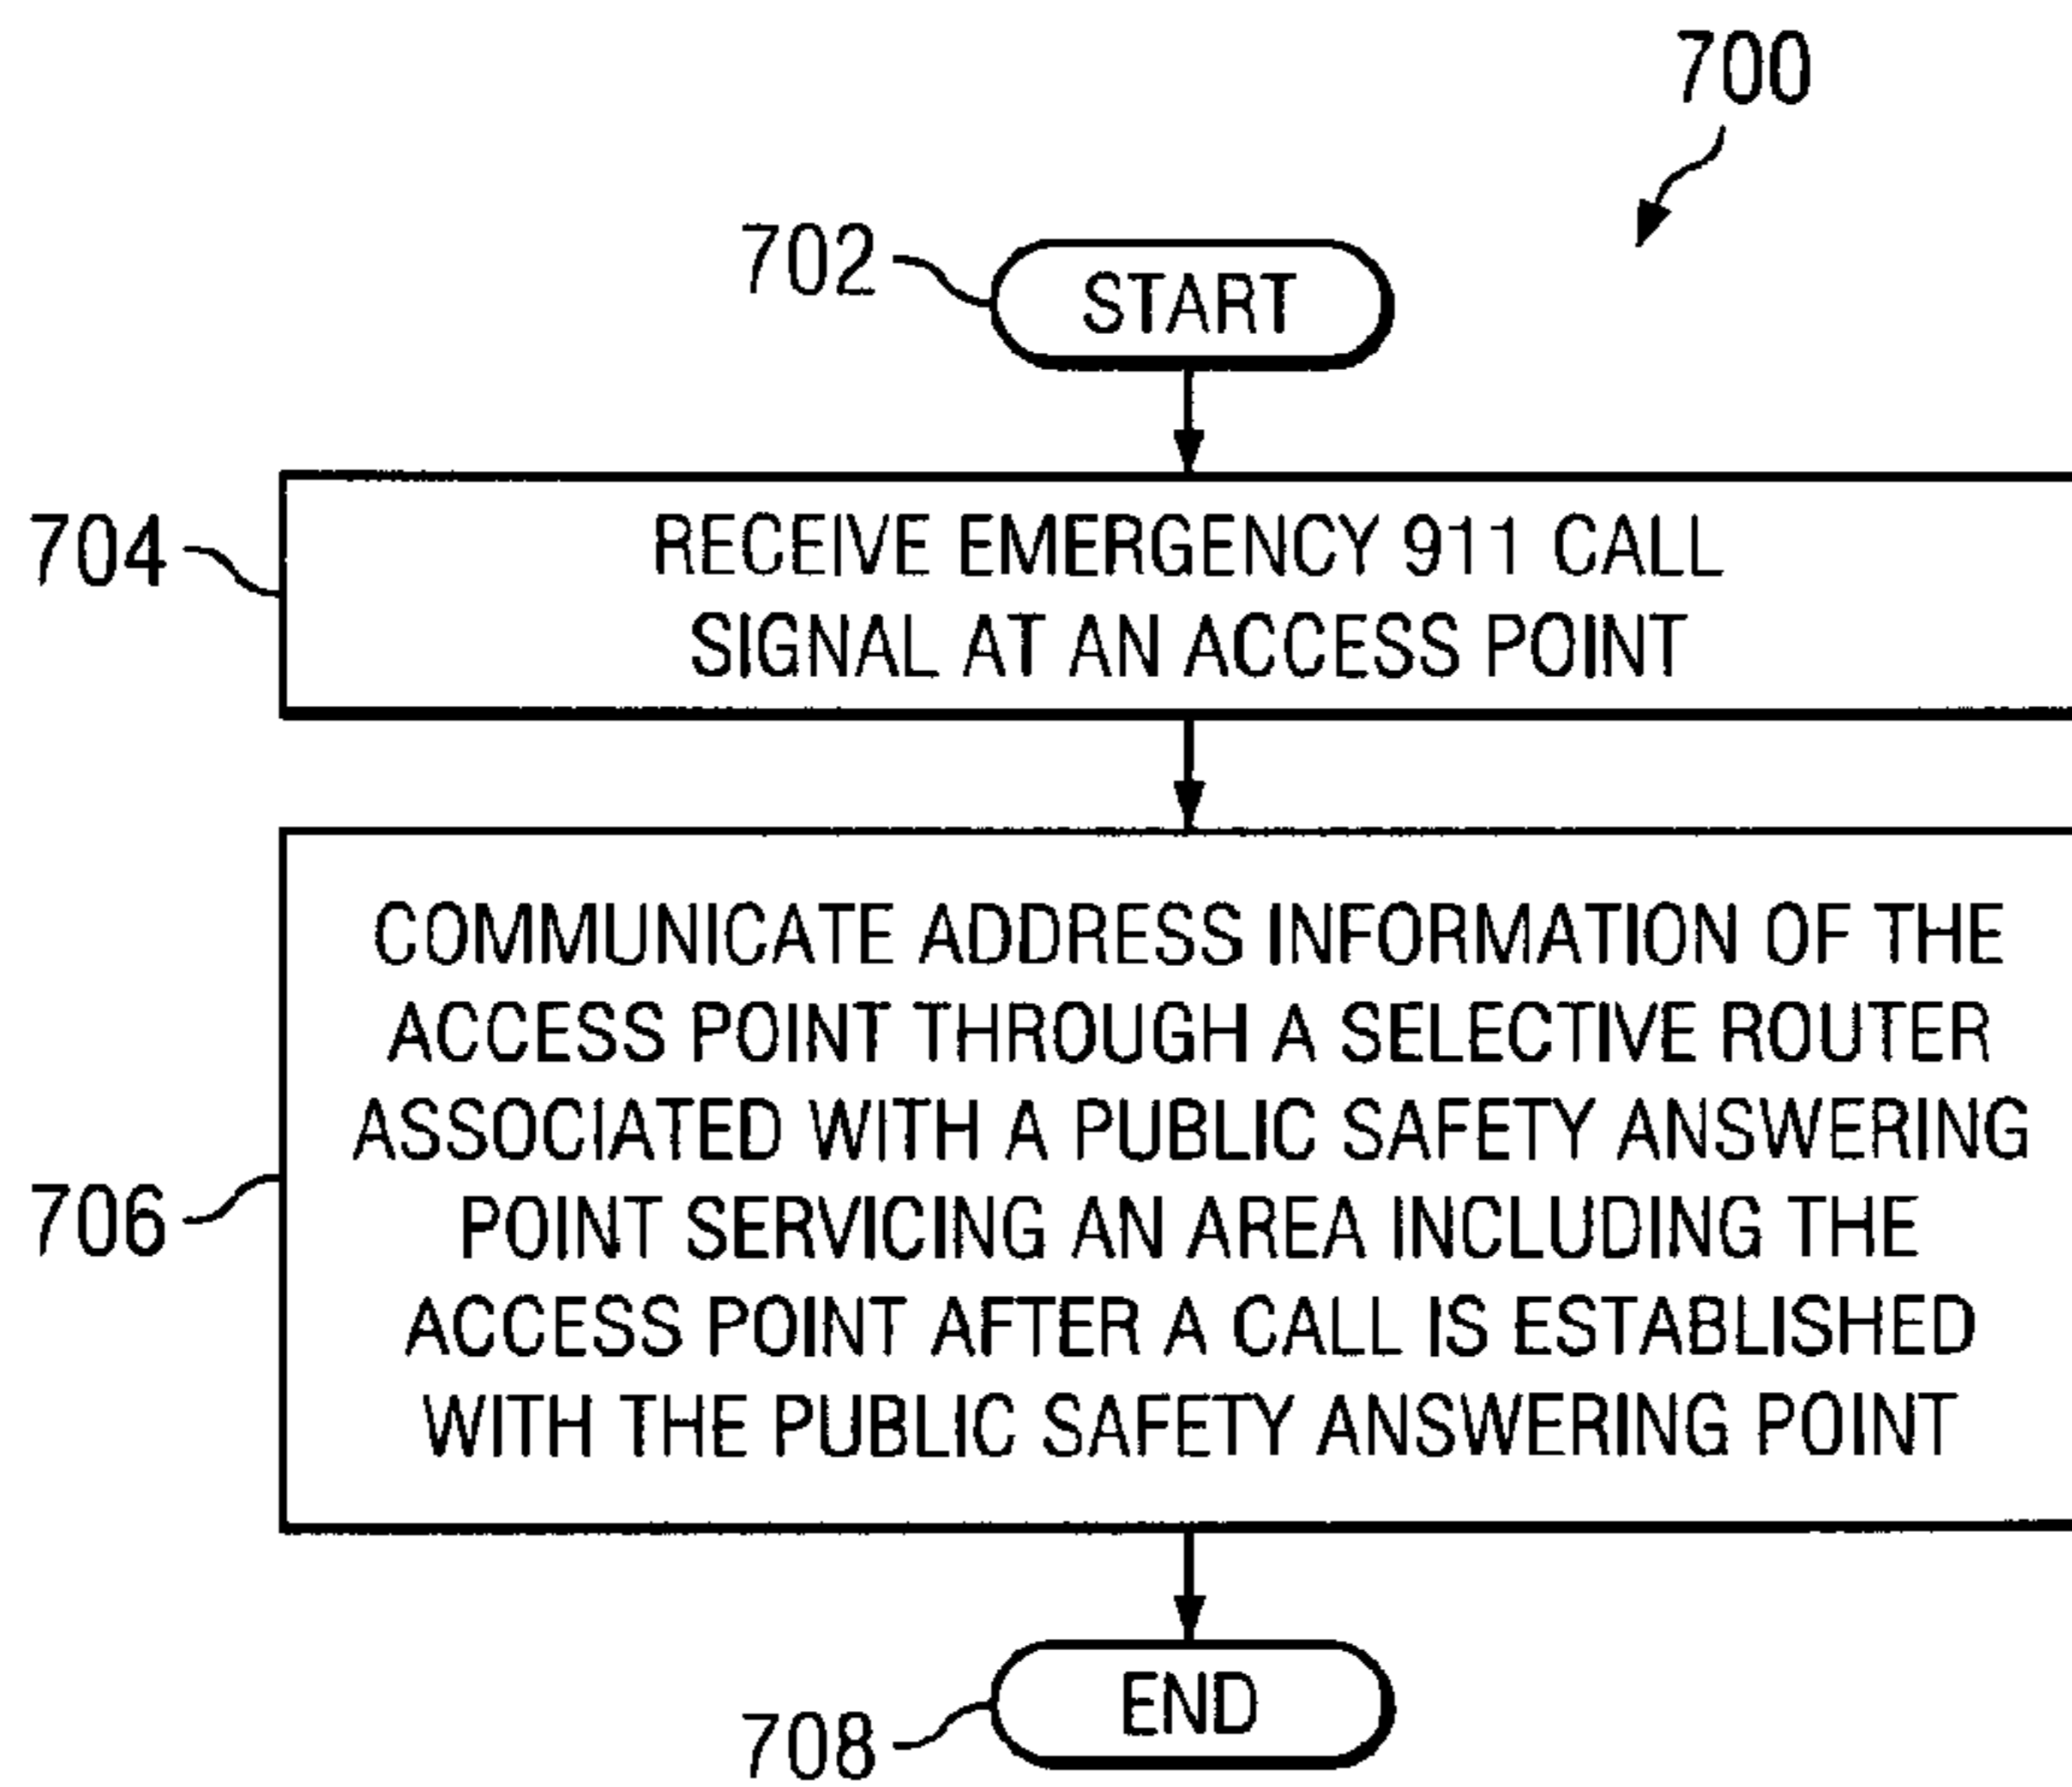 700
702
START
704
RECEIVE EMERGENCY 911 CALL
SIGNAL AT AN ACCESS POINT
706
COMMUNICATE ADDRESS INFORMATION OF THE
ACCESS POINT THROUGH A SELECTIVE ROUTER
ASSOCIATED WITH A PUBLIC SAFETY ANSWERING
POINT SERVICING AN AREA INCLUDING THE
ACCESS POINT AFTER A CALL IS ESTABLISHED
WITH THE PUBLIC SAFETY ANSWERING POINT
END
708